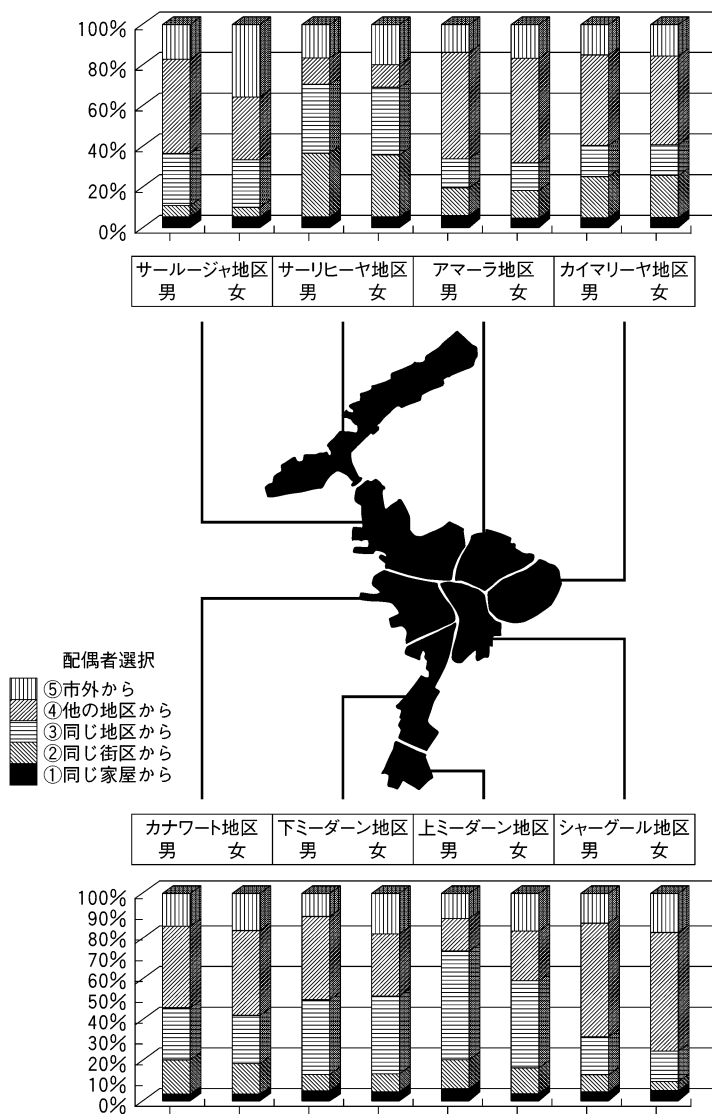 100%
80%
60%
40%
20%
0%
サールージャ地区 サーリヒーヤ地区 アマーラ地区 カイマリーヤ地区
男 女 男 女 男 女 男 女
配偶者選択
⑤市外から
④他の地区から
③同じ地区から
②同じ街区から
①同じ家屋から
カナワート地区 下ミーダーン地区 上ミーダーン地区 シャーグール地区
男 女 男 女 男 女 男 女
100%
90%
80%
70%
60%
50%
40%
30%
20%
10%
0%